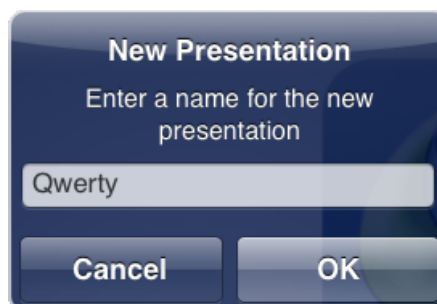 New Presentation
Enter a name for the new
presentation
Qwerty
Cancel OK